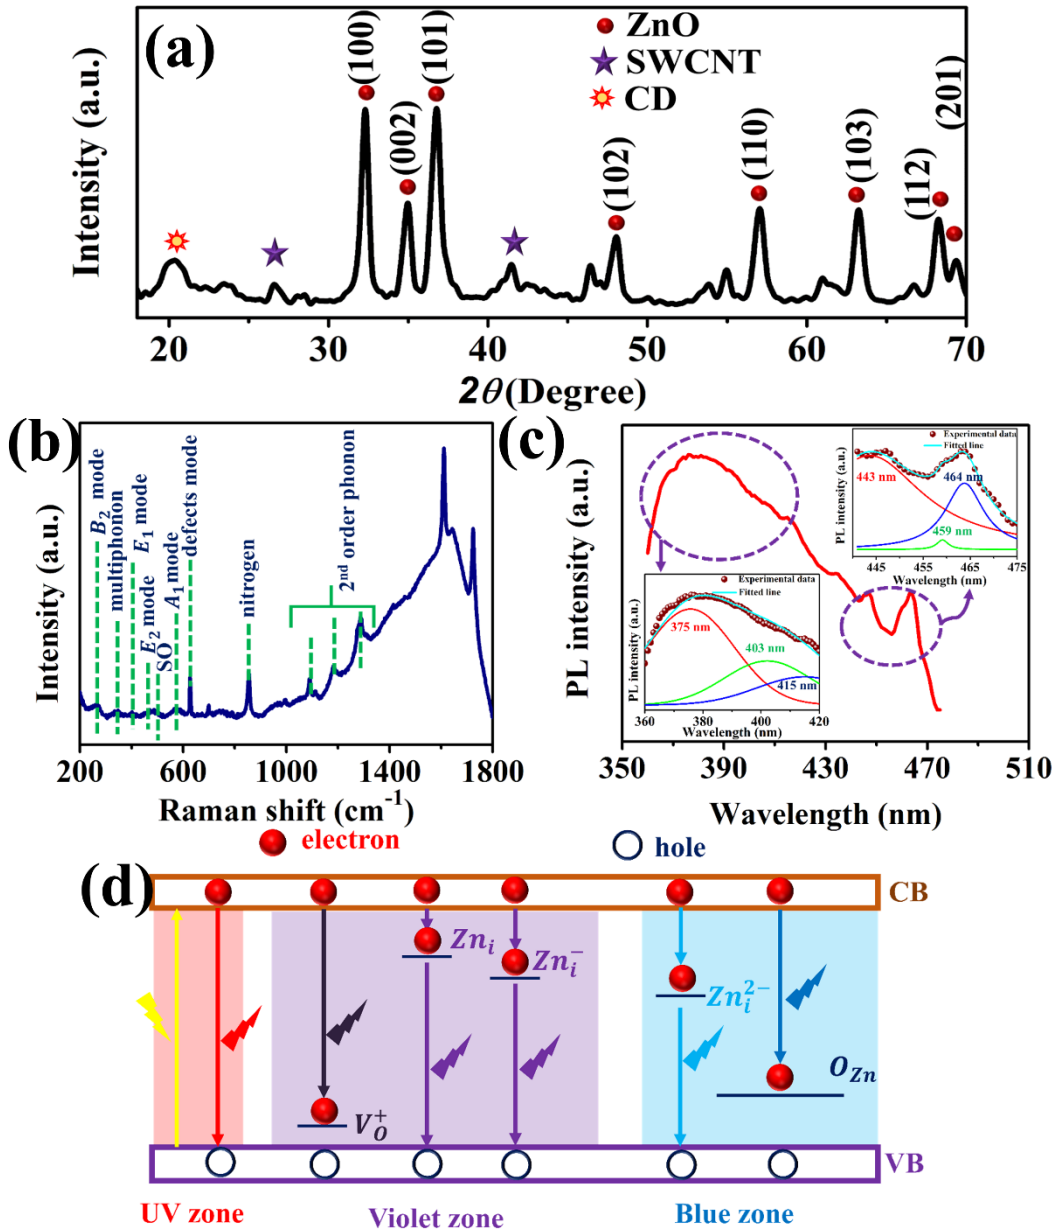 (a)
ZnO
SWCNT
CD
(100)
(002)
(101)
(102)
(110)
(103)
(112)
(201)
Intensity (a.u.)
20 30 40 50 60 70
2θ (Degree)
(b)
Intensity (a.u.)
B2 mode
multiphonon
E1 mode
E2 mode
SO
A1 mode
defects mode
nitrogen
2nd order phonon
200 600 1000 1400 1800
Raman shift (cm-1)
(c)
PL intensity (a.u.)
Experimental data
Fitted line
443 nm
464 nm
459 nm
PL intensity (a.u.)
445 455 465 475
Wavelength (nm)
Experimental data
Fitted line
375 nm
403 nm
415 nm
PL intensity (a.u.)
360 380 400 420
Wavelength (nm)
350 390 430 470 510
Wavelength (nm)
electron
hole
(d)
CB
Zni
Zni-
Zni2-
OZn
VO+
VB
UV zone
Violet zone
Blue zone